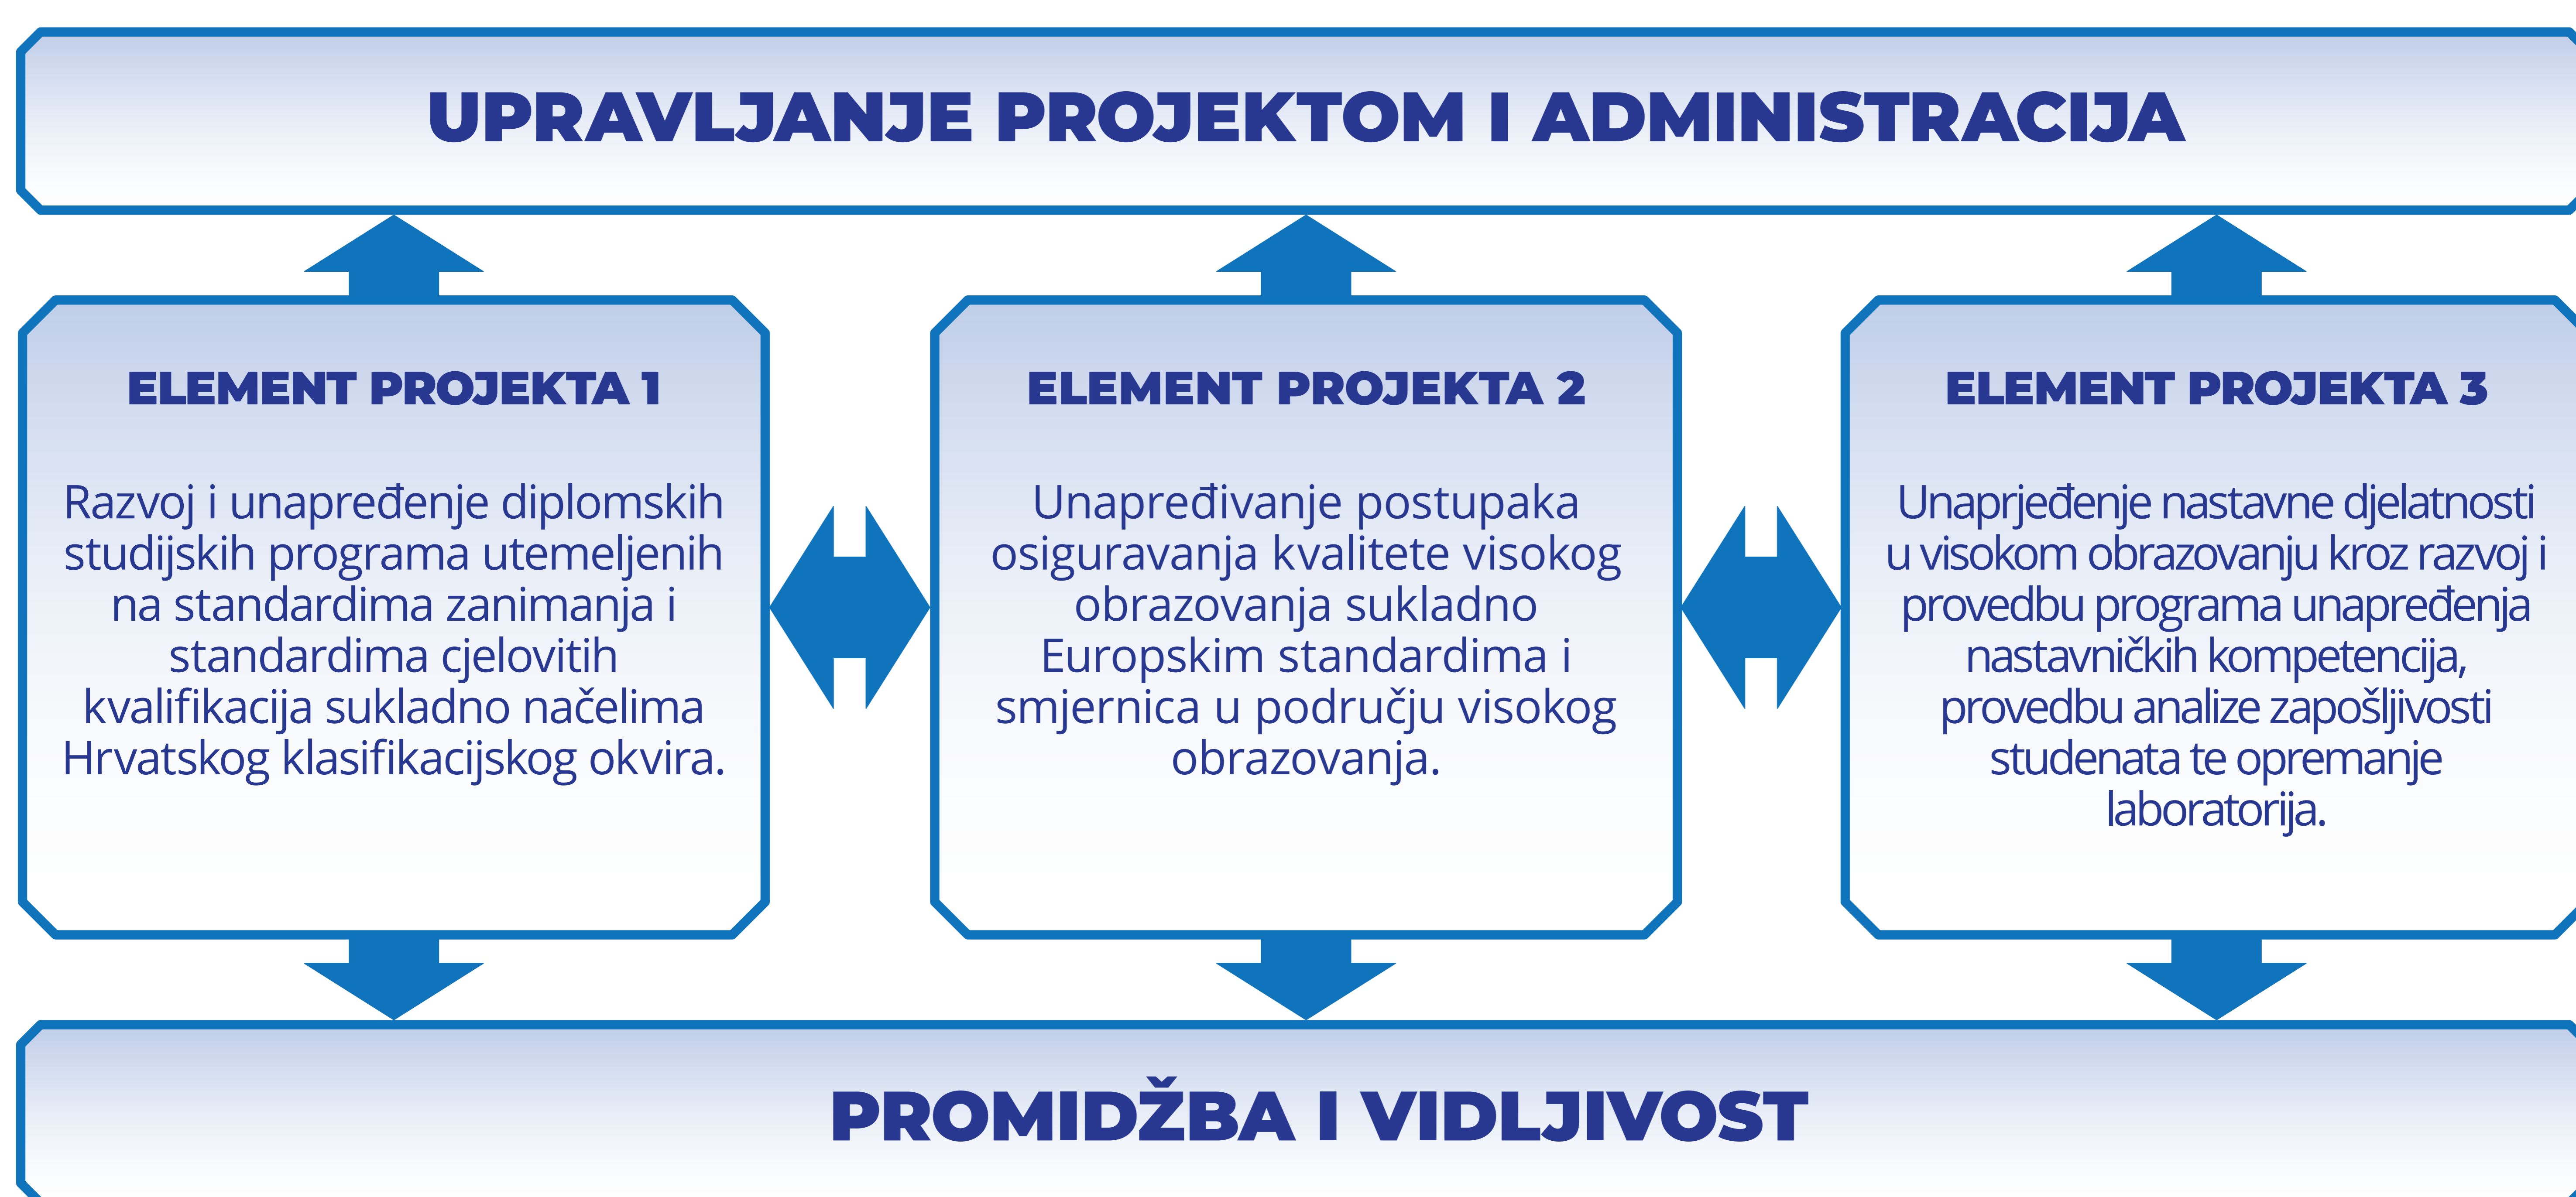 UPRAVLJANJE PROJEKTOM I ADMINISTRACIJA
ELEMENT PROJEKTA 1
Razvoj i unapređenje diplomskih
studijskih programa utemeljenih
na standardima zanimanja i
standardima cjelovitih
kvalifikacija sukladno načelima
Hrvatskog klasifikacijskog okvira.
ELEMENT PROJEKTA 2
Unapređivanje postupaka
osiguravanja kvalitete visokog
obrazovanja sukladno
Europskim standardima i
smjernica u području visokog
obrazovanja.
ELEMENT PROJEKTA 3
Unaprjeđenje nastavne djelatnosti
u visokom obrazovanju kroz razvoj i
provedbu programa unapređenja
nastavničkih kompetencija,
provedbu analize zapošljivosti
studenata te opremanje
laboratorija.
PROMIDŽBA I VIDLJIVOST